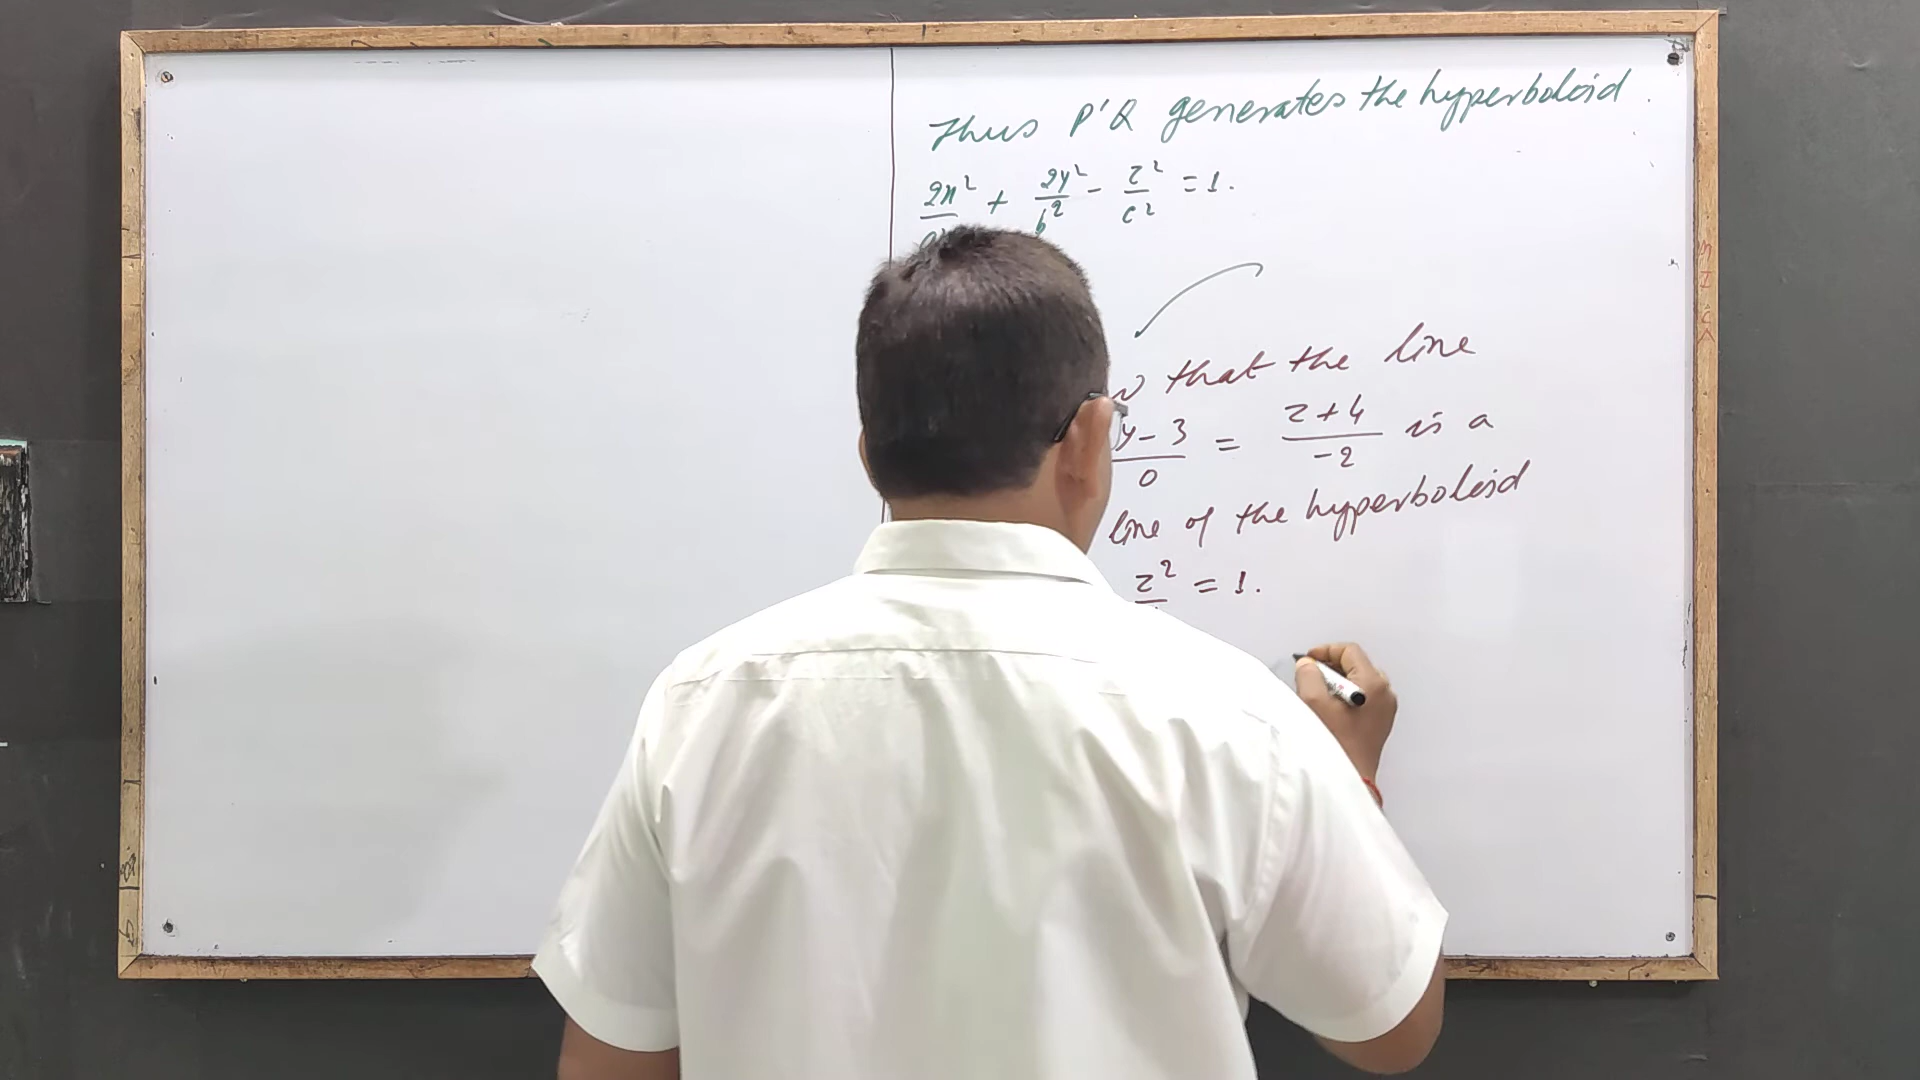 Thus P'Q generates the hyperboloid.
2x²/a² + 2y²/b² - z²/c² = 1.
that the line
y-3/0 = z+4/-2 is a
line of the hyperboloid
z² = 1.